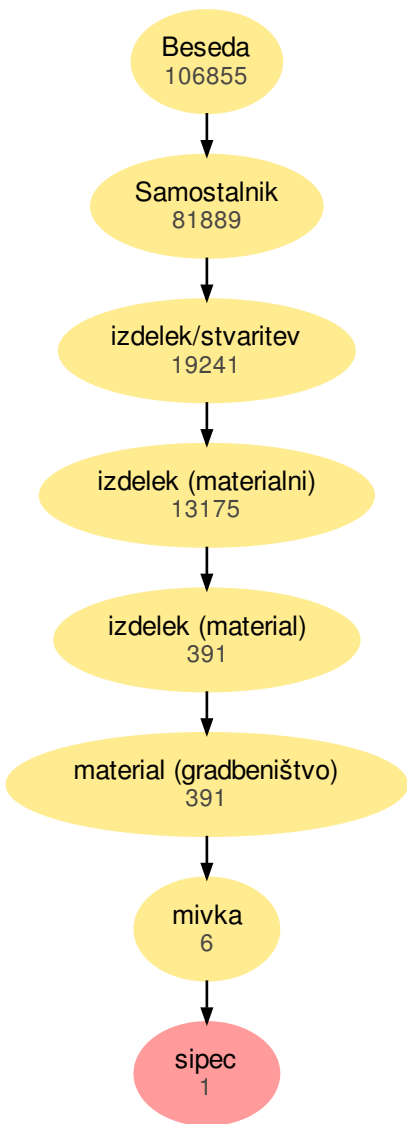 Beseda
106855
Samostalnik
81889
izdelek/stvaritev
19241
izdelek (materialni)
13175
izdelek (material)
391
material (gradbeništvo)
391
mivka
6
sipec
1